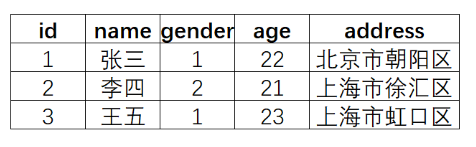 id name gender age address
1 张三 1 22 北京市朝阳区
2 李四 2 21 上海市徐汇区
3 王五 1 23 上海市虹口区